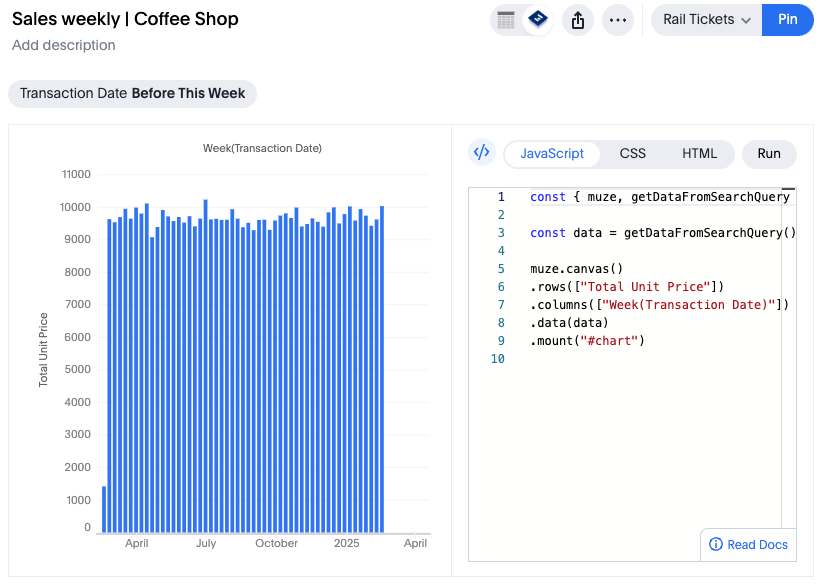 Sales weekly | Coffee Shop
Rail Tickets
Pin
Add description
Transaction Date Before This Week
Week(Transaction Date)
11000
10000
9000
8000
7000
6000
5000
4000
3000
2000
1000
0
Total Unit Price
April July October 2025 April
</> JavaScript CSS HTML Run
1 const { muze, getDataFromSearchQuery
2
3 const data = getDataFromSearchQuery()
4
5 muze.canvas()
6 .rows(["Total Unit Price"])
7 .columns(["Week(Transaction Date)"])
8 .data(data)
9 .mount("#chart")
10
Read Docs